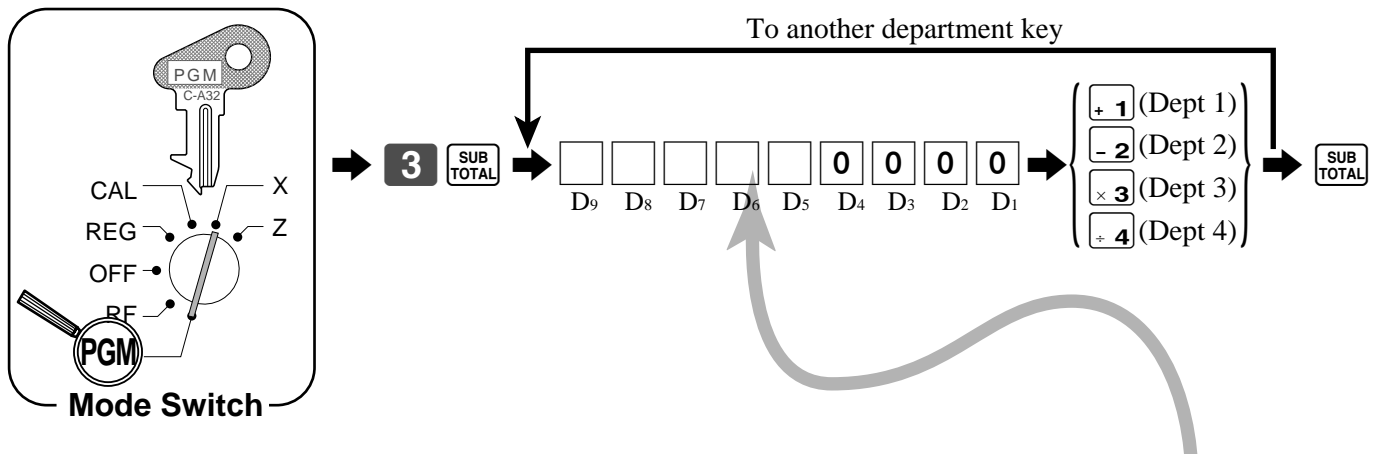 To another department key
PGM
C-A32
CAL
X
REG
Z
OFF
RF
PGM
Mode Switch
3
SUB
TOTAL
0 0 0 0
D9 D8 D7 D6 D5 D4 D3 D2 D1
+ 1 (Dept 1)
- 2 (Dept 2)
× 3 (Dept 3)
÷ 4 (Dept 4)
SUB
TOTAL